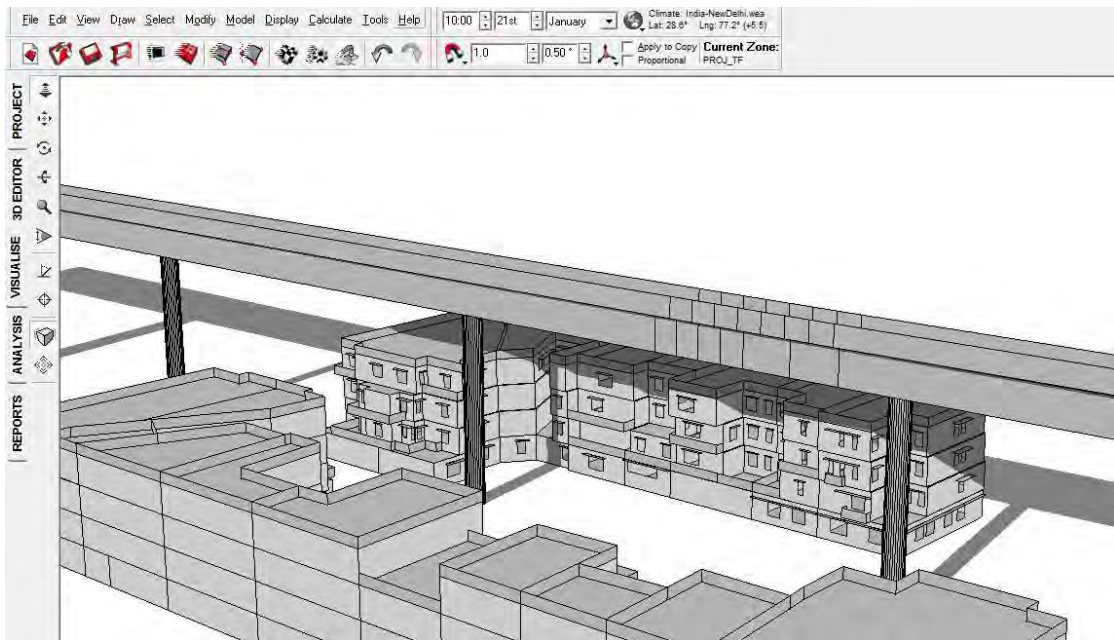 File Edit View Draw Select Modify Model Display Calculate Tools Help
10:00 21st January
Climate: India-NewDelhi.wea
Lat: 28.6° Lng: 77.2° (+5.5)
1.0 0.50 °
Apply to Copy
Proportional
Current Zone:
PROJ_TF
PROJECT
3D EDITOR
VISUALISE
ANALYSIS
REPORTS